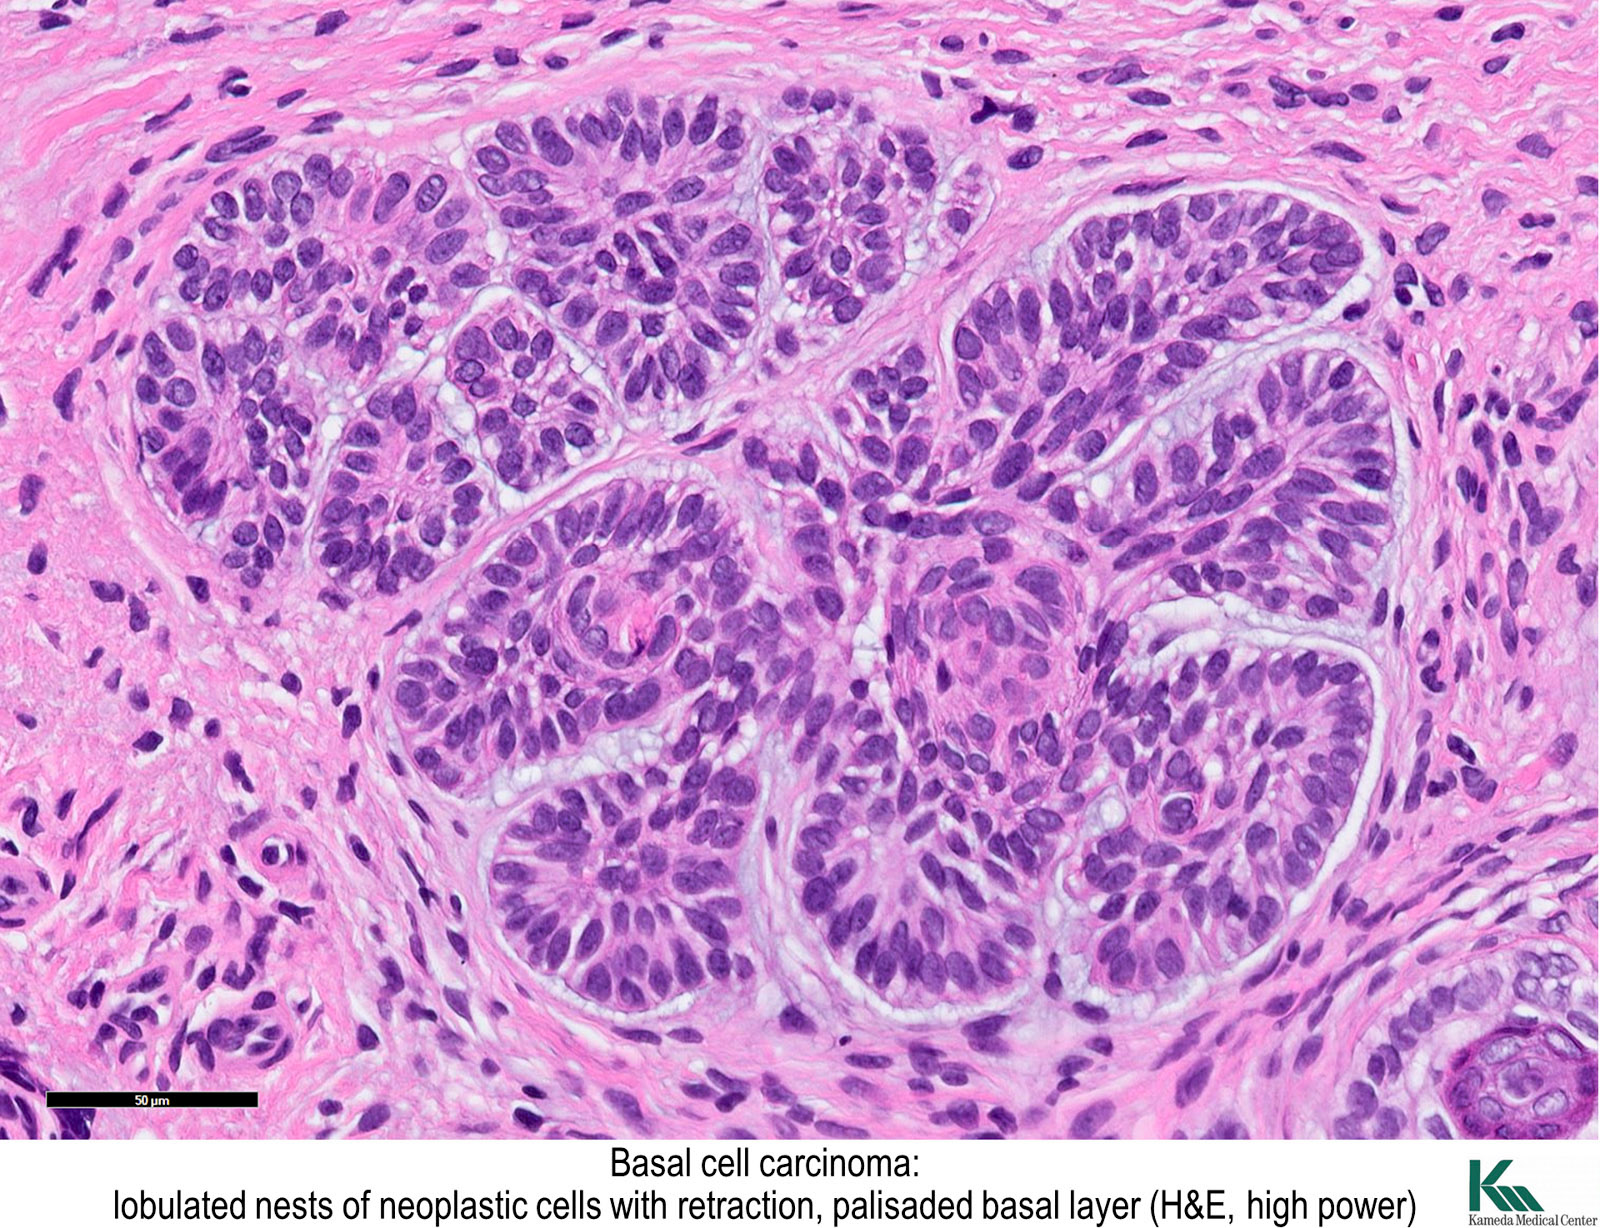 50 µm
Basal cell carcinoma:
lobulated nests of neoplastic cells with retraction, palisaded basal layer (H&E, high power)
Kameda Medical Center